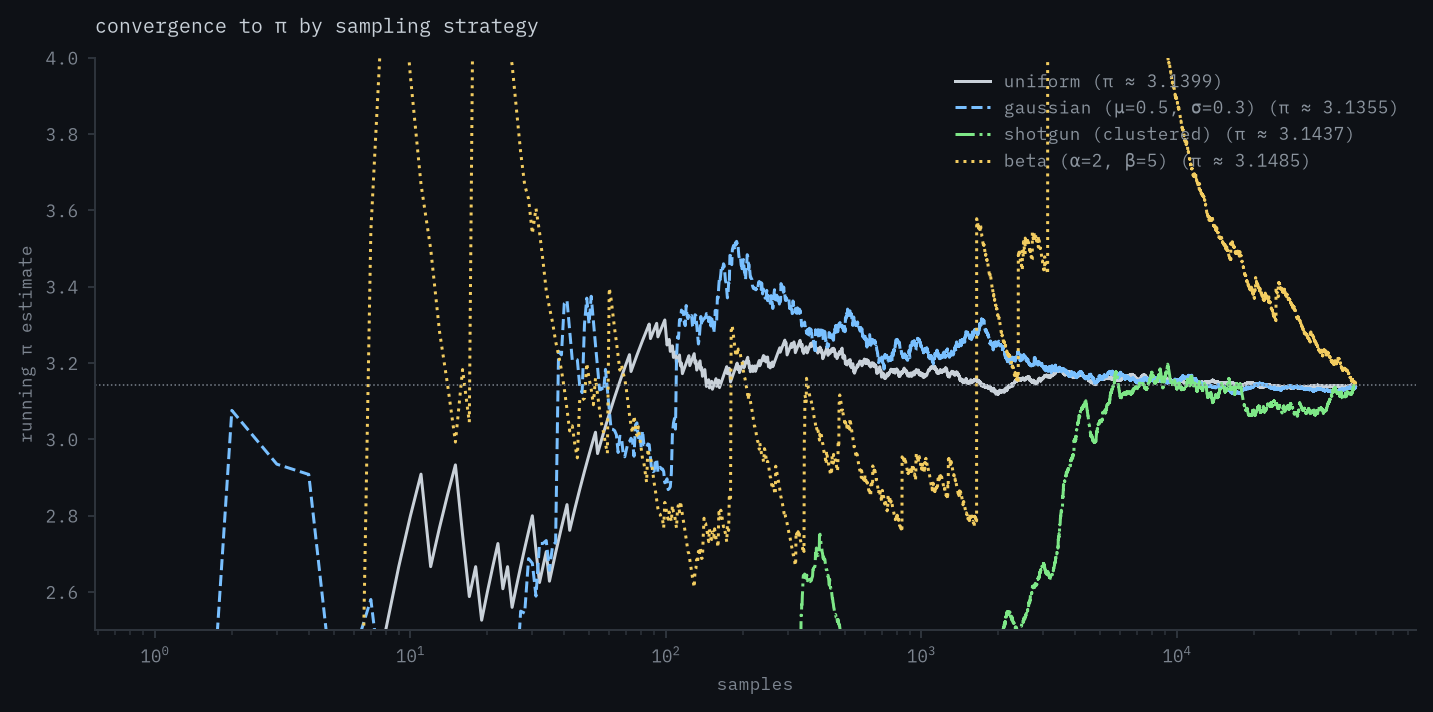 convergence to π by sampling strategy
4.0
3.8
3.6
3.4
3.2
3.0
2.8
2.6
running π estimate
uniform (π ≈ 3.1399)
gaussian (μ=0.5, σ=0.3) (π ≈ 3.1355)
shotgun (clustered) (π ≈ 3.1437)
beta (α=2, β=5) (π ≈ 3.1485)
10⁰ 10¹ 10² 10³ 10⁴
samples